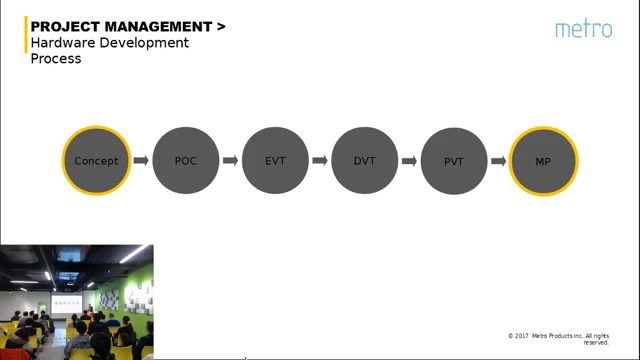 PROJECT MANAGEMENT >
Hardware Development
Process
metro
Concept
POC
EVT
DVT
PVT
MP
© 2017 Metro Products Inc. All rights
reserved.